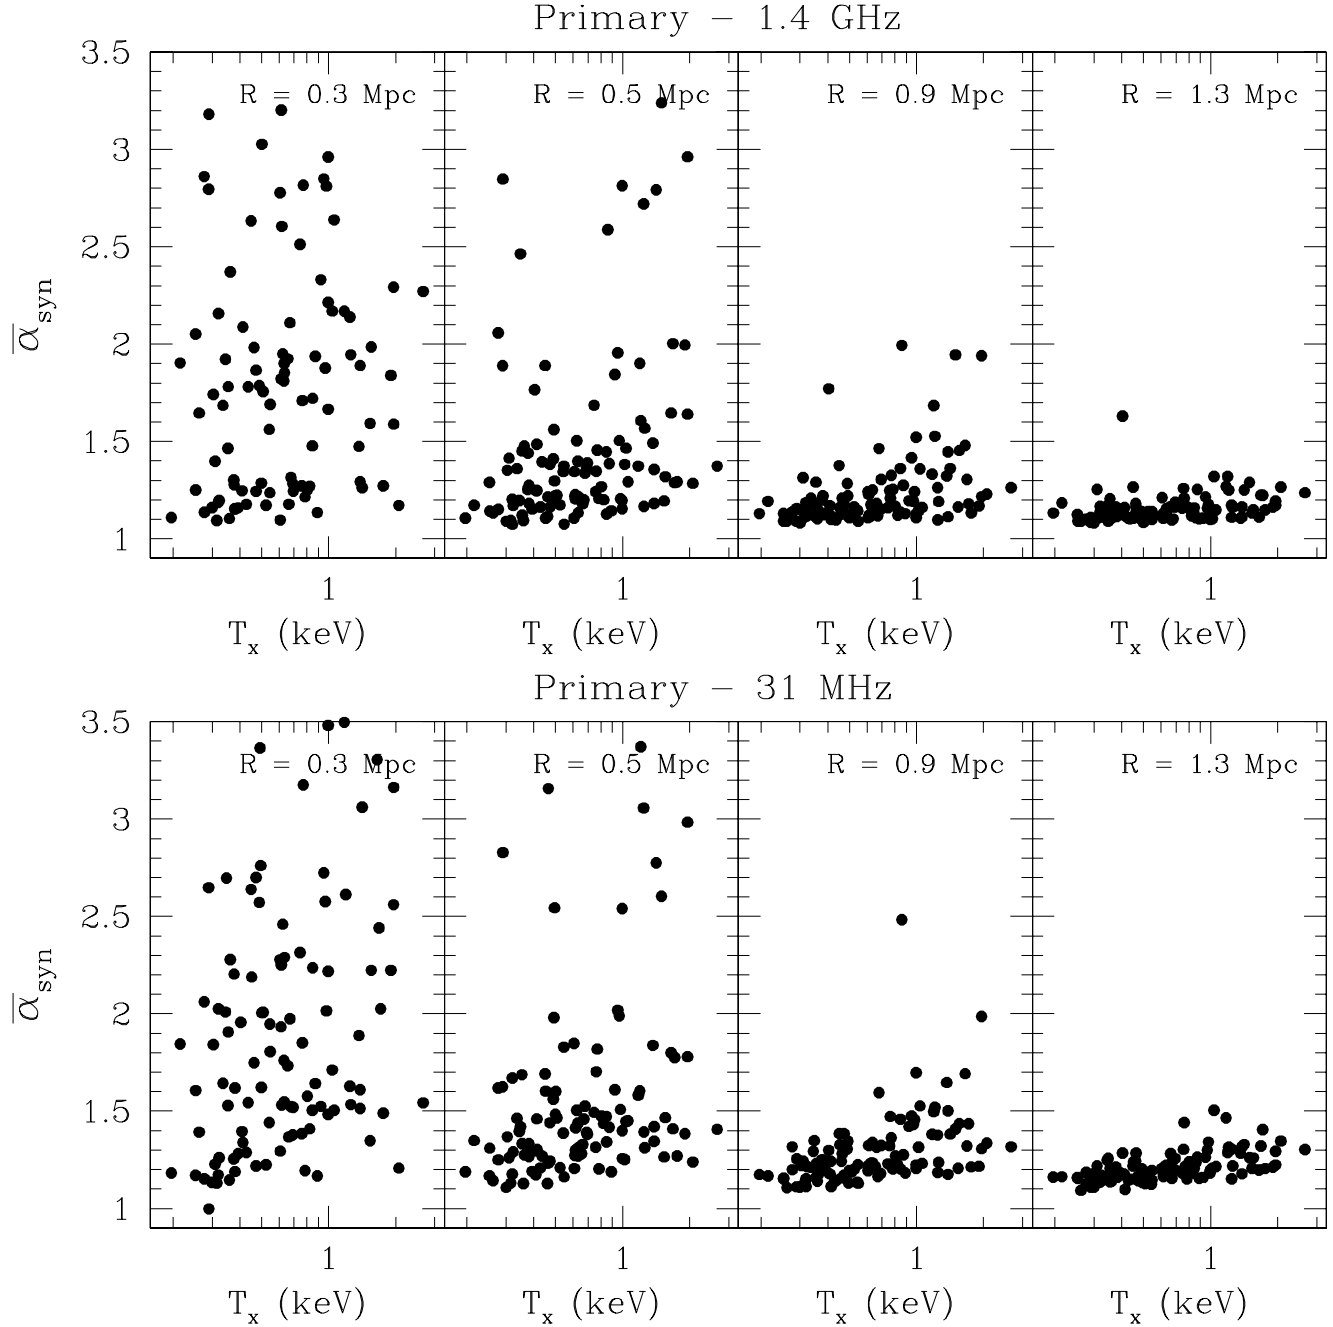 Primary – 1.4 GHz
3.5
3
2.5
2
1.5
1
α̅syn
R = 0.3 Mpc
R = 0.5 Mpc
R = 0.9 Mpc
R = 1.3 Mpc
1
1
1
1
Tx (keV)
Tx (keV)
Tx (keV)
Tx (keV)
Primary – 31 MHz
3.5
3
2.5
2
1.5
1
α̅syn
R = 0.3 Mpc
R = 0.5 Mpc
R = 0.9 Mpc
R = 1.3 Mpc
1
1
1
1
Tx (keV)
Tx (keV)
Tx (keV)
Tx (keV)